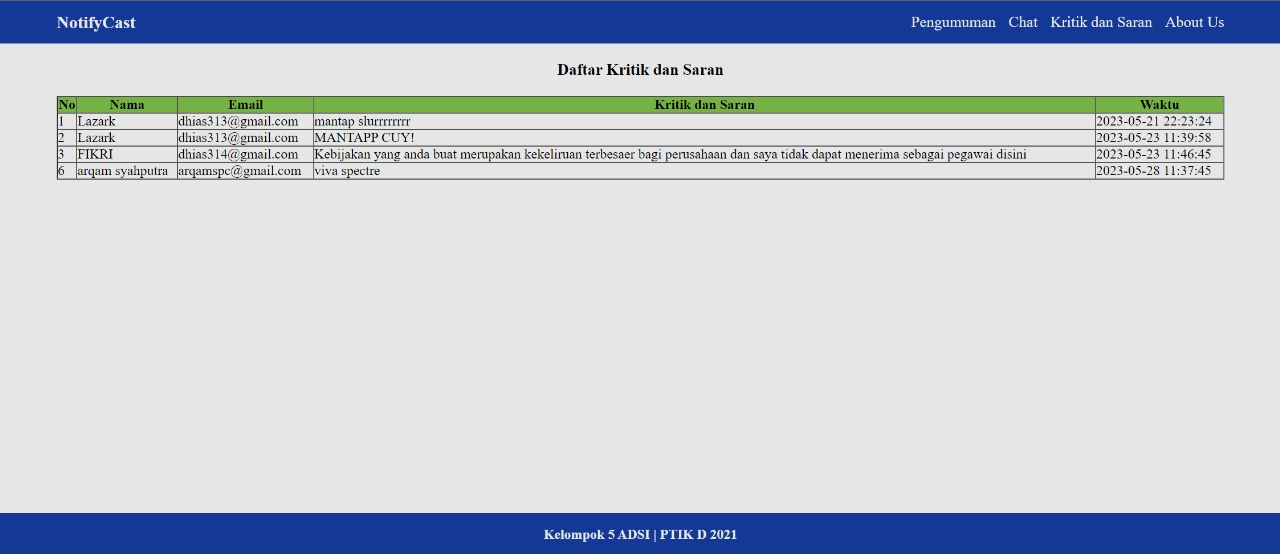 NotifyCast Pengumuman Chat Kritik dan Saran About Us
Daftar Kritik dan Saran
No Nama Email Kritik dan Saran Waktu
1 Lazark dhias313@gmail.com mantap slurrrrrrr 2023-05-21 22:23:24
2 Lazark dhias313@gmail.com MANTAPP CUY! 2023-05-23 11:39:58
3 FIKRI dhias314@gmail.com Kebijakan yang anda buat merupakan kekeliruan terbesaer bagi perusahaan dan saya tidak dapat menerima sebagai pegawai disini 2023-05-23 11:46:45
6 arqam syahputra arqamspc@gmail.com viva spectre 2023-05-28 11:37:45
Kelompok 5 ADSI | PTIK D 2021